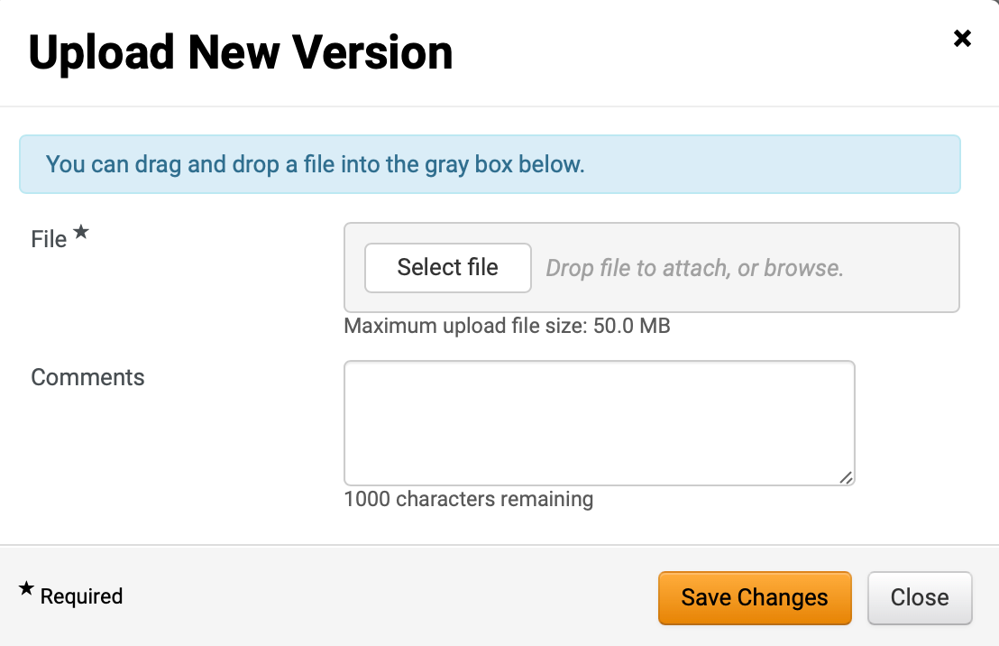 Upload New Version
You can drag and drop a file into the gray box below.
File ★
Select file Drop file to attach, or browse.
Maximum upload file size: 50.0 MB
Comments
1000 characters remaining
★ Required
Save Changes
Close